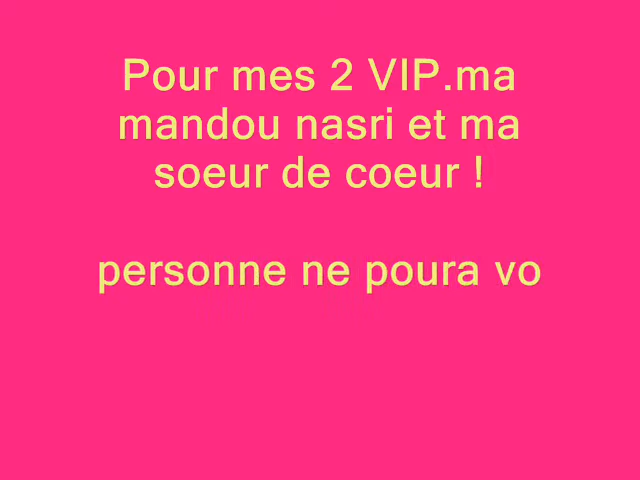 Pour mes 2 VIP.ma
mandou nasri et ma
soeur de coeur !
personne ne poura vo